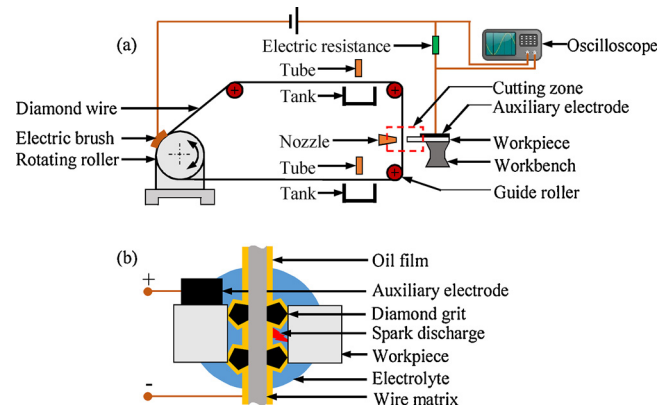 (a)
Electric resistance
Oscilloscope
Tube
Tank
Cutting zone
Auxiliary electrode
Diamond wire
Electric brush
Rotating roller
Nozzle
Workpiece
Workbench
Tube
Tank
Guide roller
(b)
Oil film
+
Auxiliary electrode
Diamond grit
Spark discharge
Workpiece
Electrolyte
-
Wire matrix